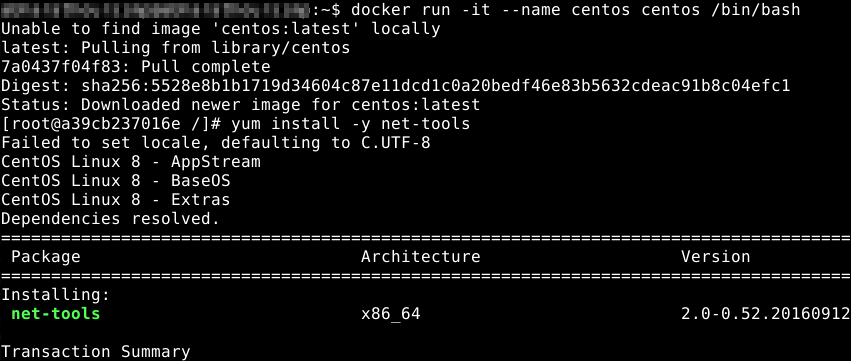 :~$ docker run -it --name centos centos /bin/bash
Unable to find image 'centos:latest' locally
latest: Pulling from library/centos
7a0437f04f83: Pull complete
Digest: sha256:5528e8b1b1719d34604c87e11dcd1c0a20bedf46e83b5632cdeac91b8c04efc1
Status: Downloaded newer image for centos:latest
[root@a39cb237016e /]# yum install -y net-tools
Failed to set locale, defaulting to C.UTF-8
CentOS Linux 8 - AppStream
CentOS Linux 8 - BaseOS
CentOS Linux 8 - Extras
Dependencies resolved.
=====================================================================================
Package Architecture Version
=====================================================================================
Installing:
net-tools x86_64 2.0-0.52.20160912
Transaction Summary